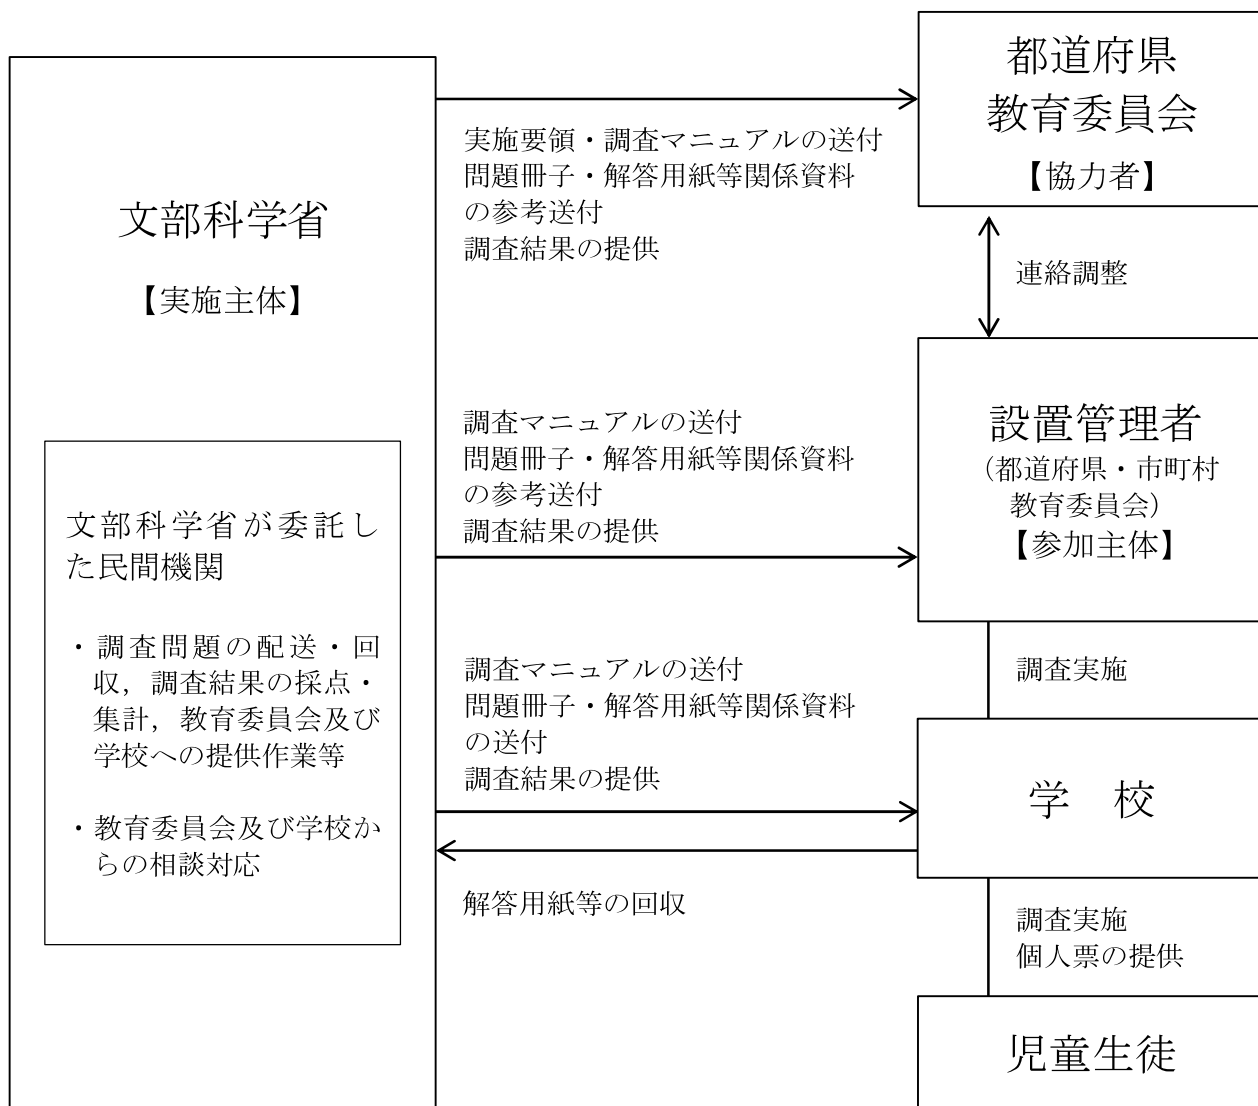 文部科学省
【実施主体】
文部科学省が委託し
た民間機関
・調査問題の配送・回
収，調査結果の採点・
集計，教育委員会及び
学校への提供作業等
・教育委員会及び学校か
らの相談対応
実施要領・調査マニュアルの送付
問題冊子・解答用紙等関係資料
の参考送付
調査結果の提供
調査マニュアルの送付
問題冊子・解答用紙等関係資料
の参考送付
調査結果の提供
調査マニュアルの送付
問題冊子・解答用紙等関係資料
の送付
調査結果の提供
解答用紙等の回収
都道府県
教育委員会
【協力者】
連絡調整
設置管理者
（都道府県・市町村
教育委員会）
【参加主体】
調査実施
学　校
調査実施
個人票の提供
児童生徒